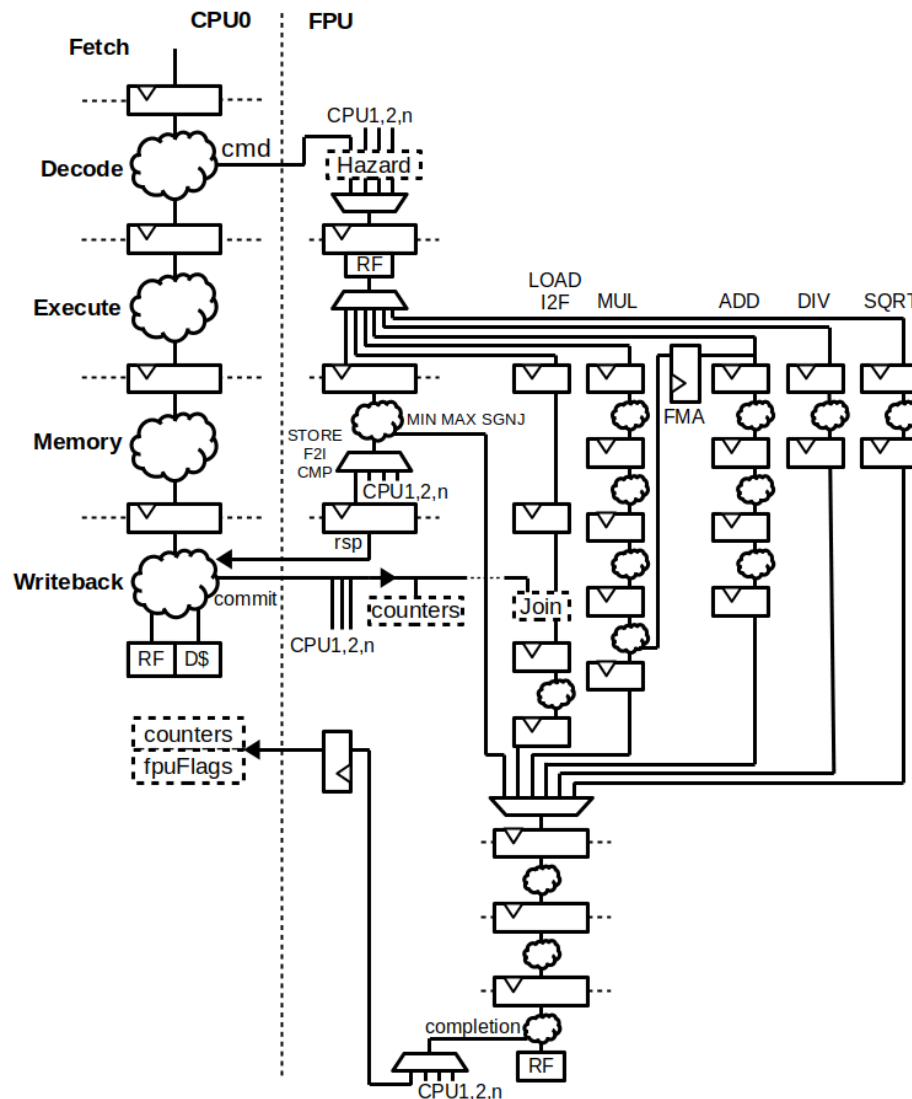 CPU0
FPU
Fetch
CPU1,2,n
cmd
Hazard
Decode
RF
LOAD
I2F
MUL
ADD
DIV
SQRT
Execute
FMA
MIN MAX SGNJ
STORE
F2I
CMP
Memory
CPU1,2,n
rsp
Writeback
commit
counters
Join
CPU1,2,n
RF
D$
counters
fpuFlags
completion
RF
CPU1.2.n